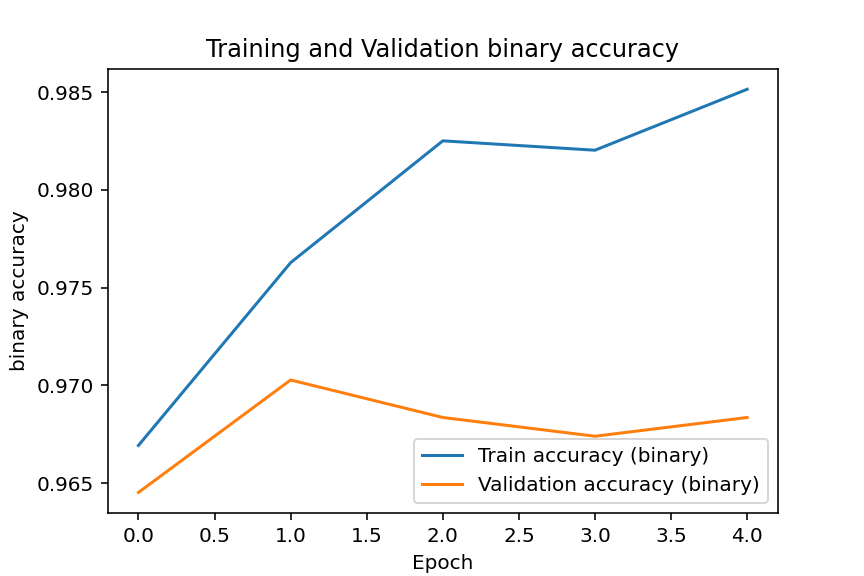 Training and Validation binary accuracy
0.985
0.980
0.975
0.970
0.965
binary accuracy
Train accuracy (binary)
Validation accuracy (binary)
0.0 0.5 1.0 1.5 2.0 2.5 3.0 3.5 4.0
Epoch